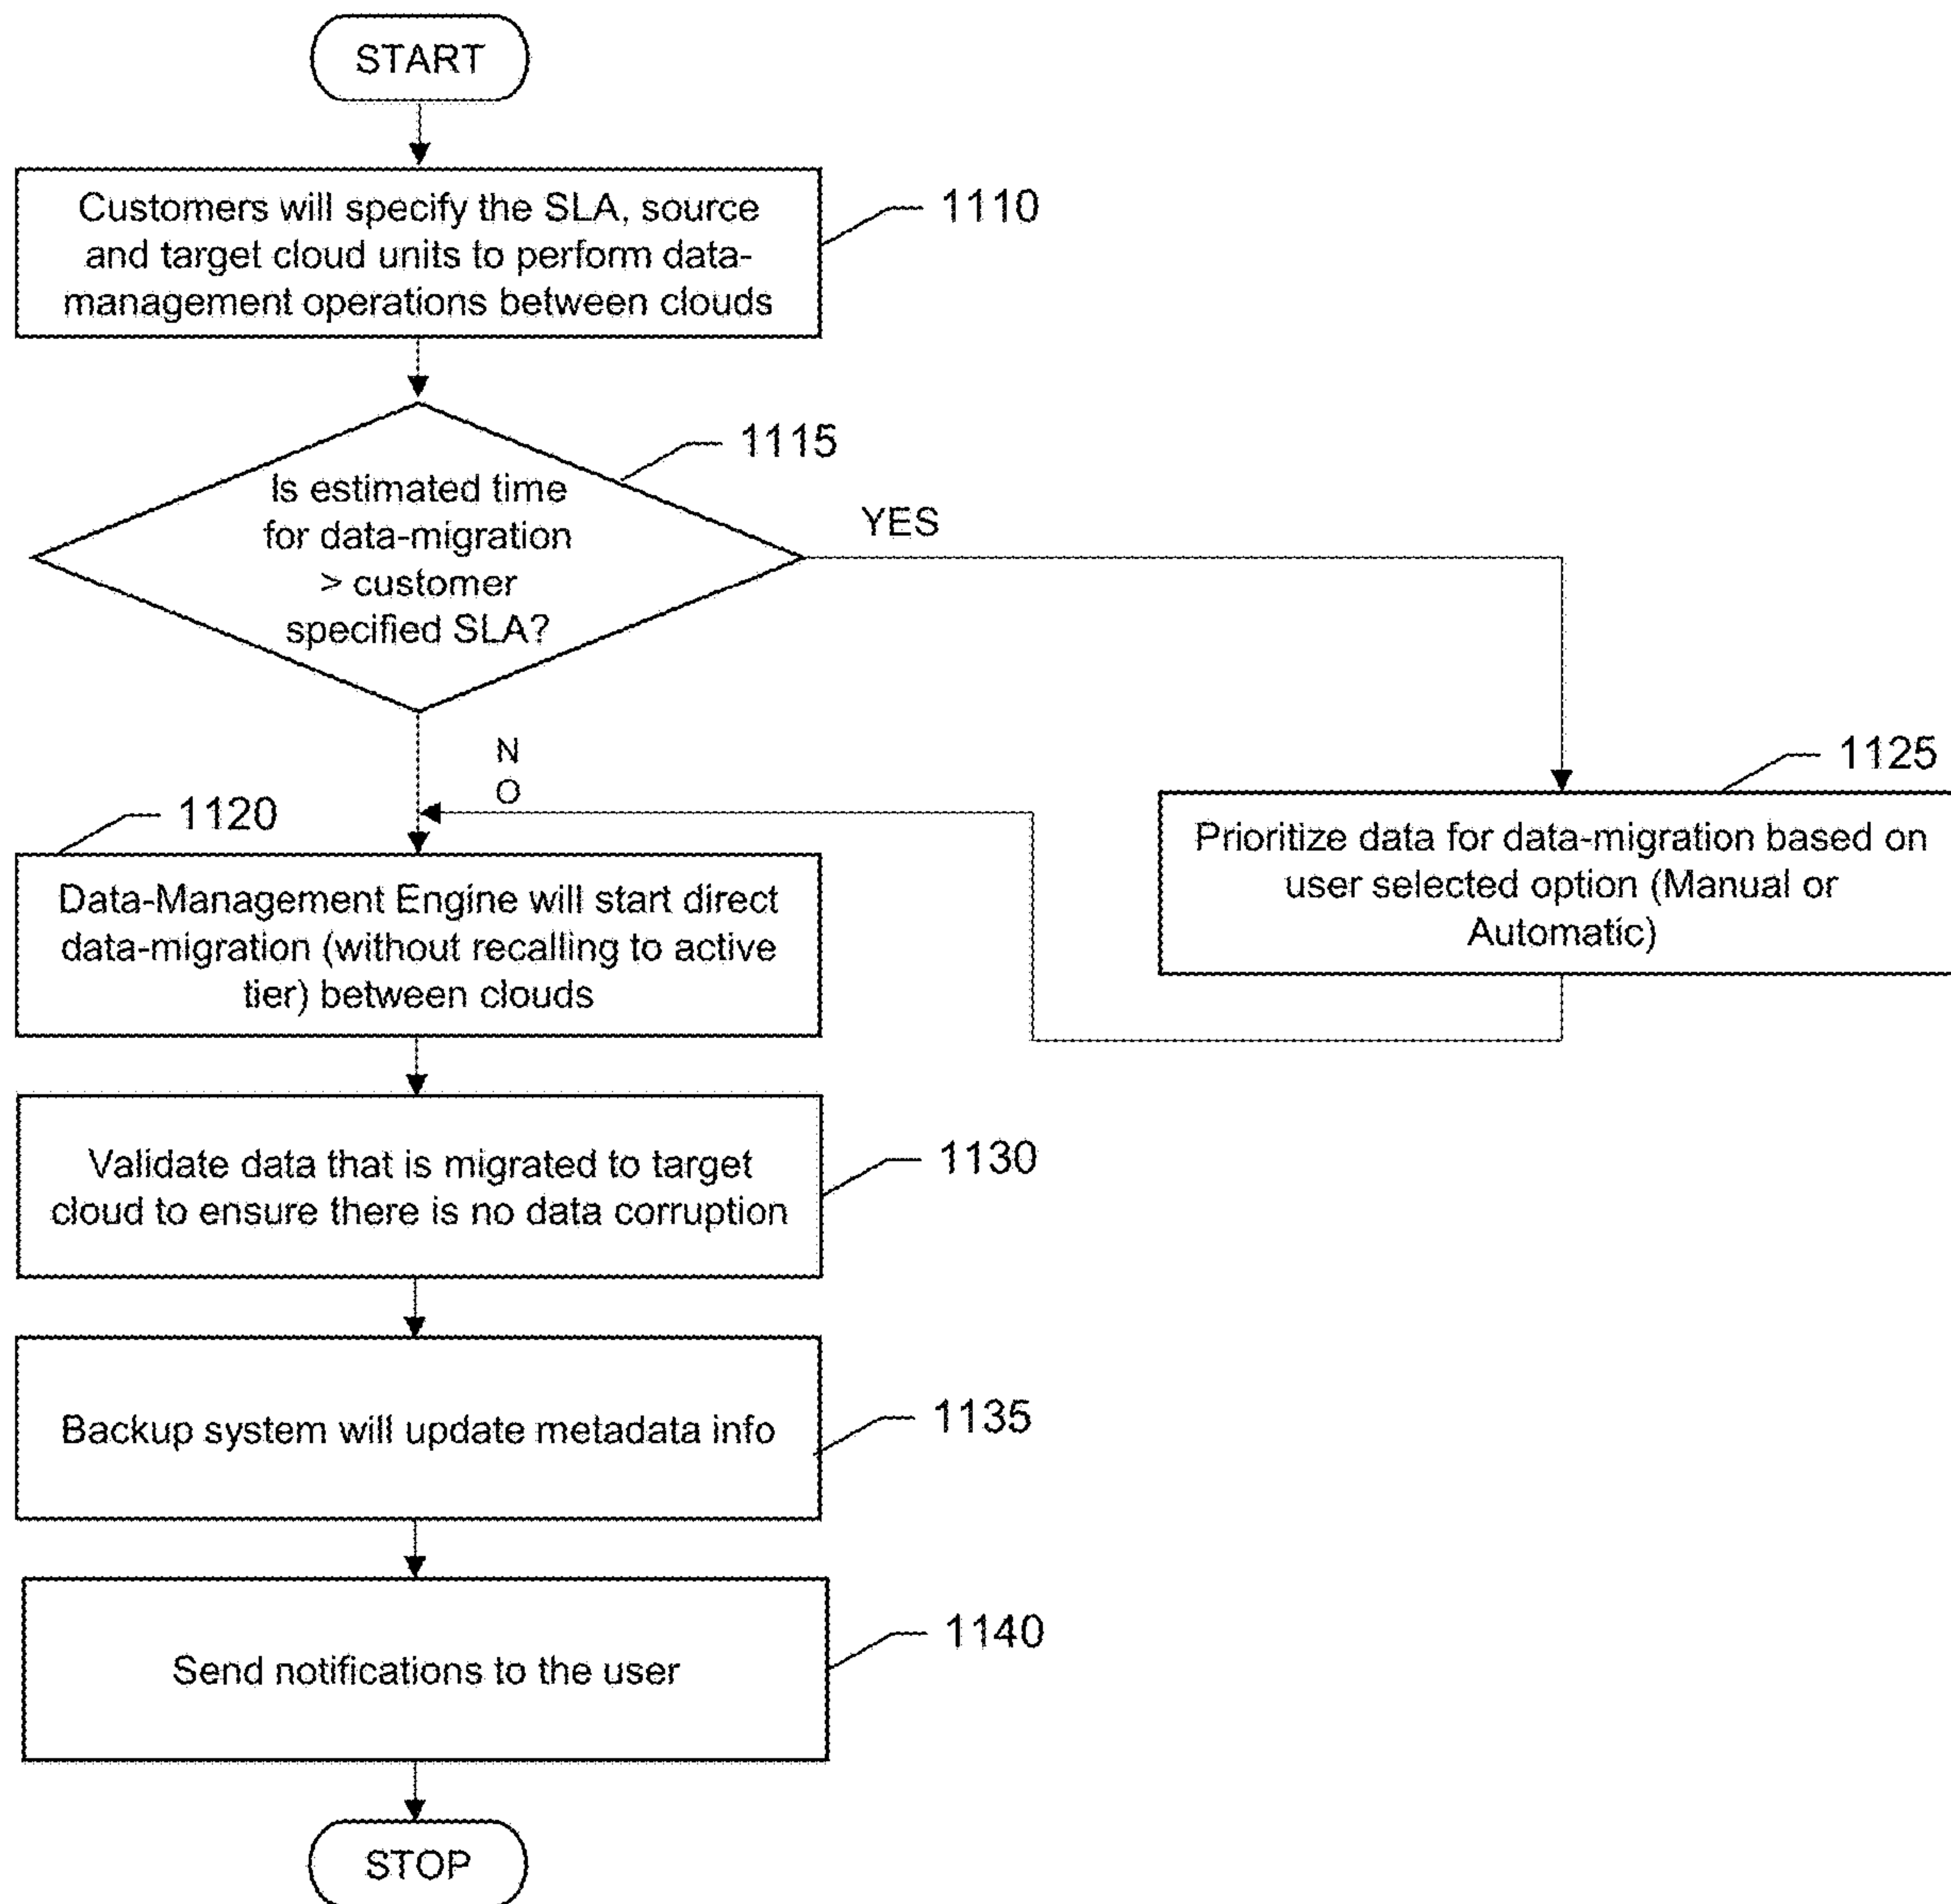 START
Customers will specify the SLA, source
and target cloud units to perform data-
management operations between clouds
1110
1115
Is estimated time
for data-migration
> customer
specified SLA?
YES
N
O
1125
Prioritize data for data-migration based on
user selected option (Manual or
Automatic)
1120
Data-Management Engine will start direct
data-migration (without recalling to active
tier) between clouds
Validate data that is migrated to target
cloud to ensure there is no data corruption
1130
Backup system will update metadata info
1135
Send notifications to the user
1140
STOP